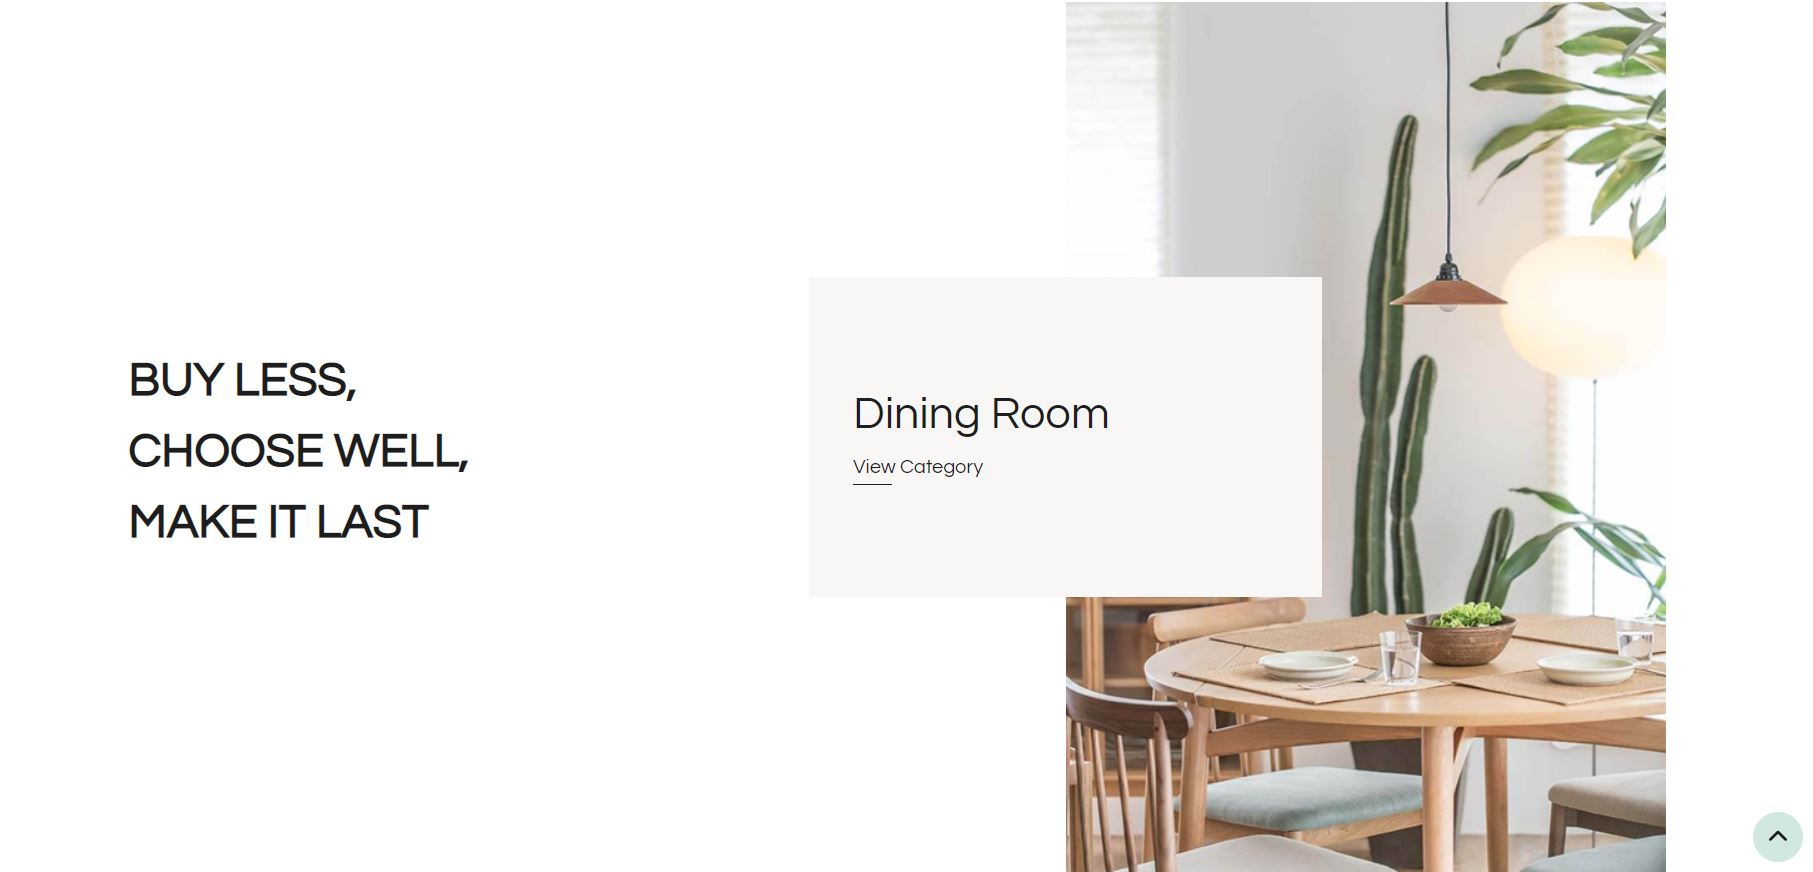 BUY LESS,
CHOOSE WELL,
MAKE IT LAST
Dining Room
View Category